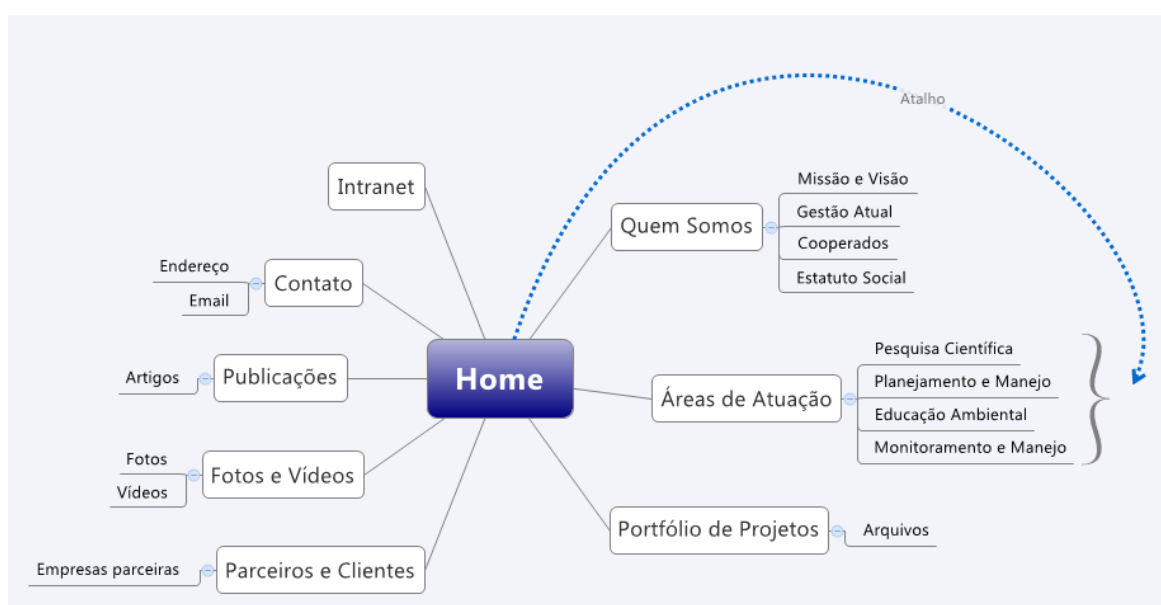 Atalho
Intranet
Missão e Visão
Quem Somos
Gestão Atual
Cooperados
Estatuto Social
Endereço
Contato
Email
Home
Pesquisa Científica
Áreas de Atuação
Planejamento e Manejo
Educação Ambiental
Monitoramento e Manejo
Artigos
Publicações
Fotos
Fotos e Vídeos
Vídeos
Portfólio de Projetos
Arquivos
Empresas parceiras
Parceiros e Clientes